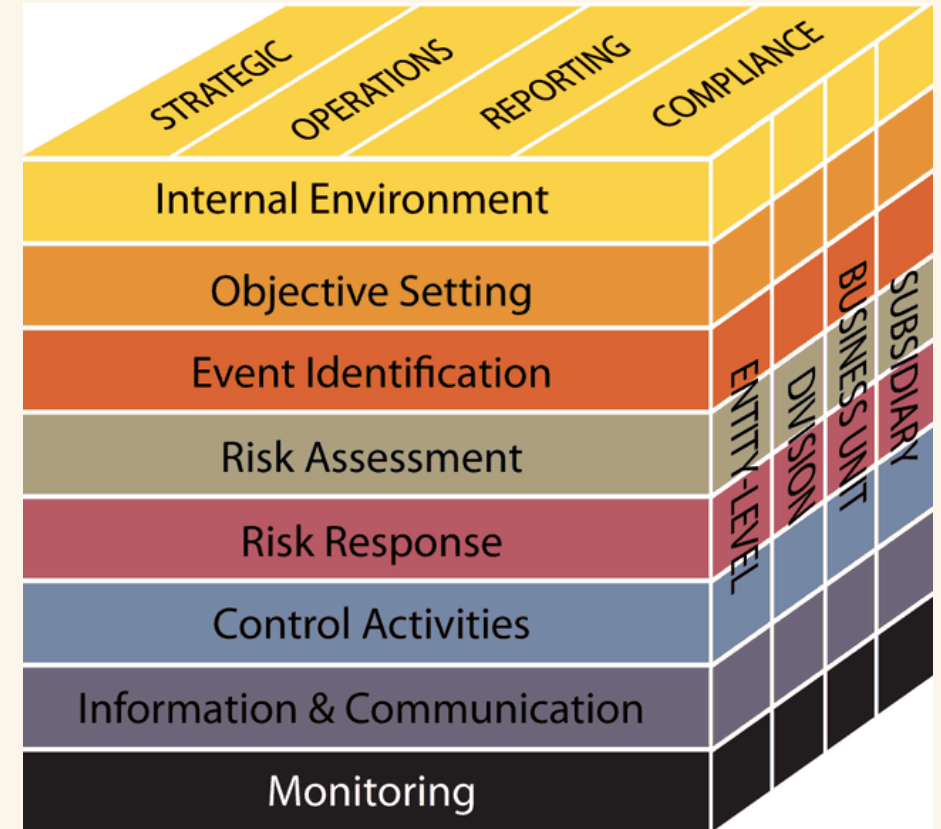 STRATEGIC
OPERATIONS
REPORTING
COMPLIANCE
Internal Environment
Objective Setting
Event Identification
Risk Assessment
Risk Response
Control Activities
Information & Communication
Monitoring
ENTITY-LEVEL
DIVISION
BUSINESS UNIT
SUBSIDIARY